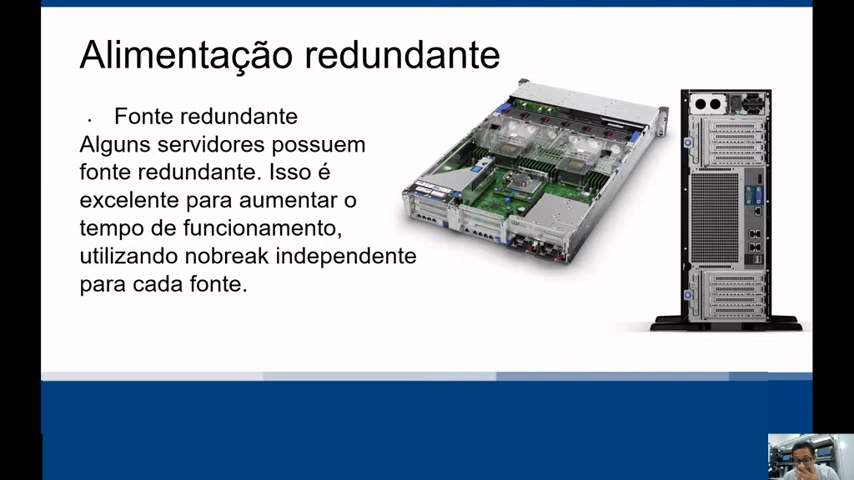 Alimentação redundante
· Fonte redundante
Alguns servidores possuem
fonte redundante. Isso é
excelente para aumentar o
tempo de funcionamento,
utilizando nobreak independente
para cada fonte.